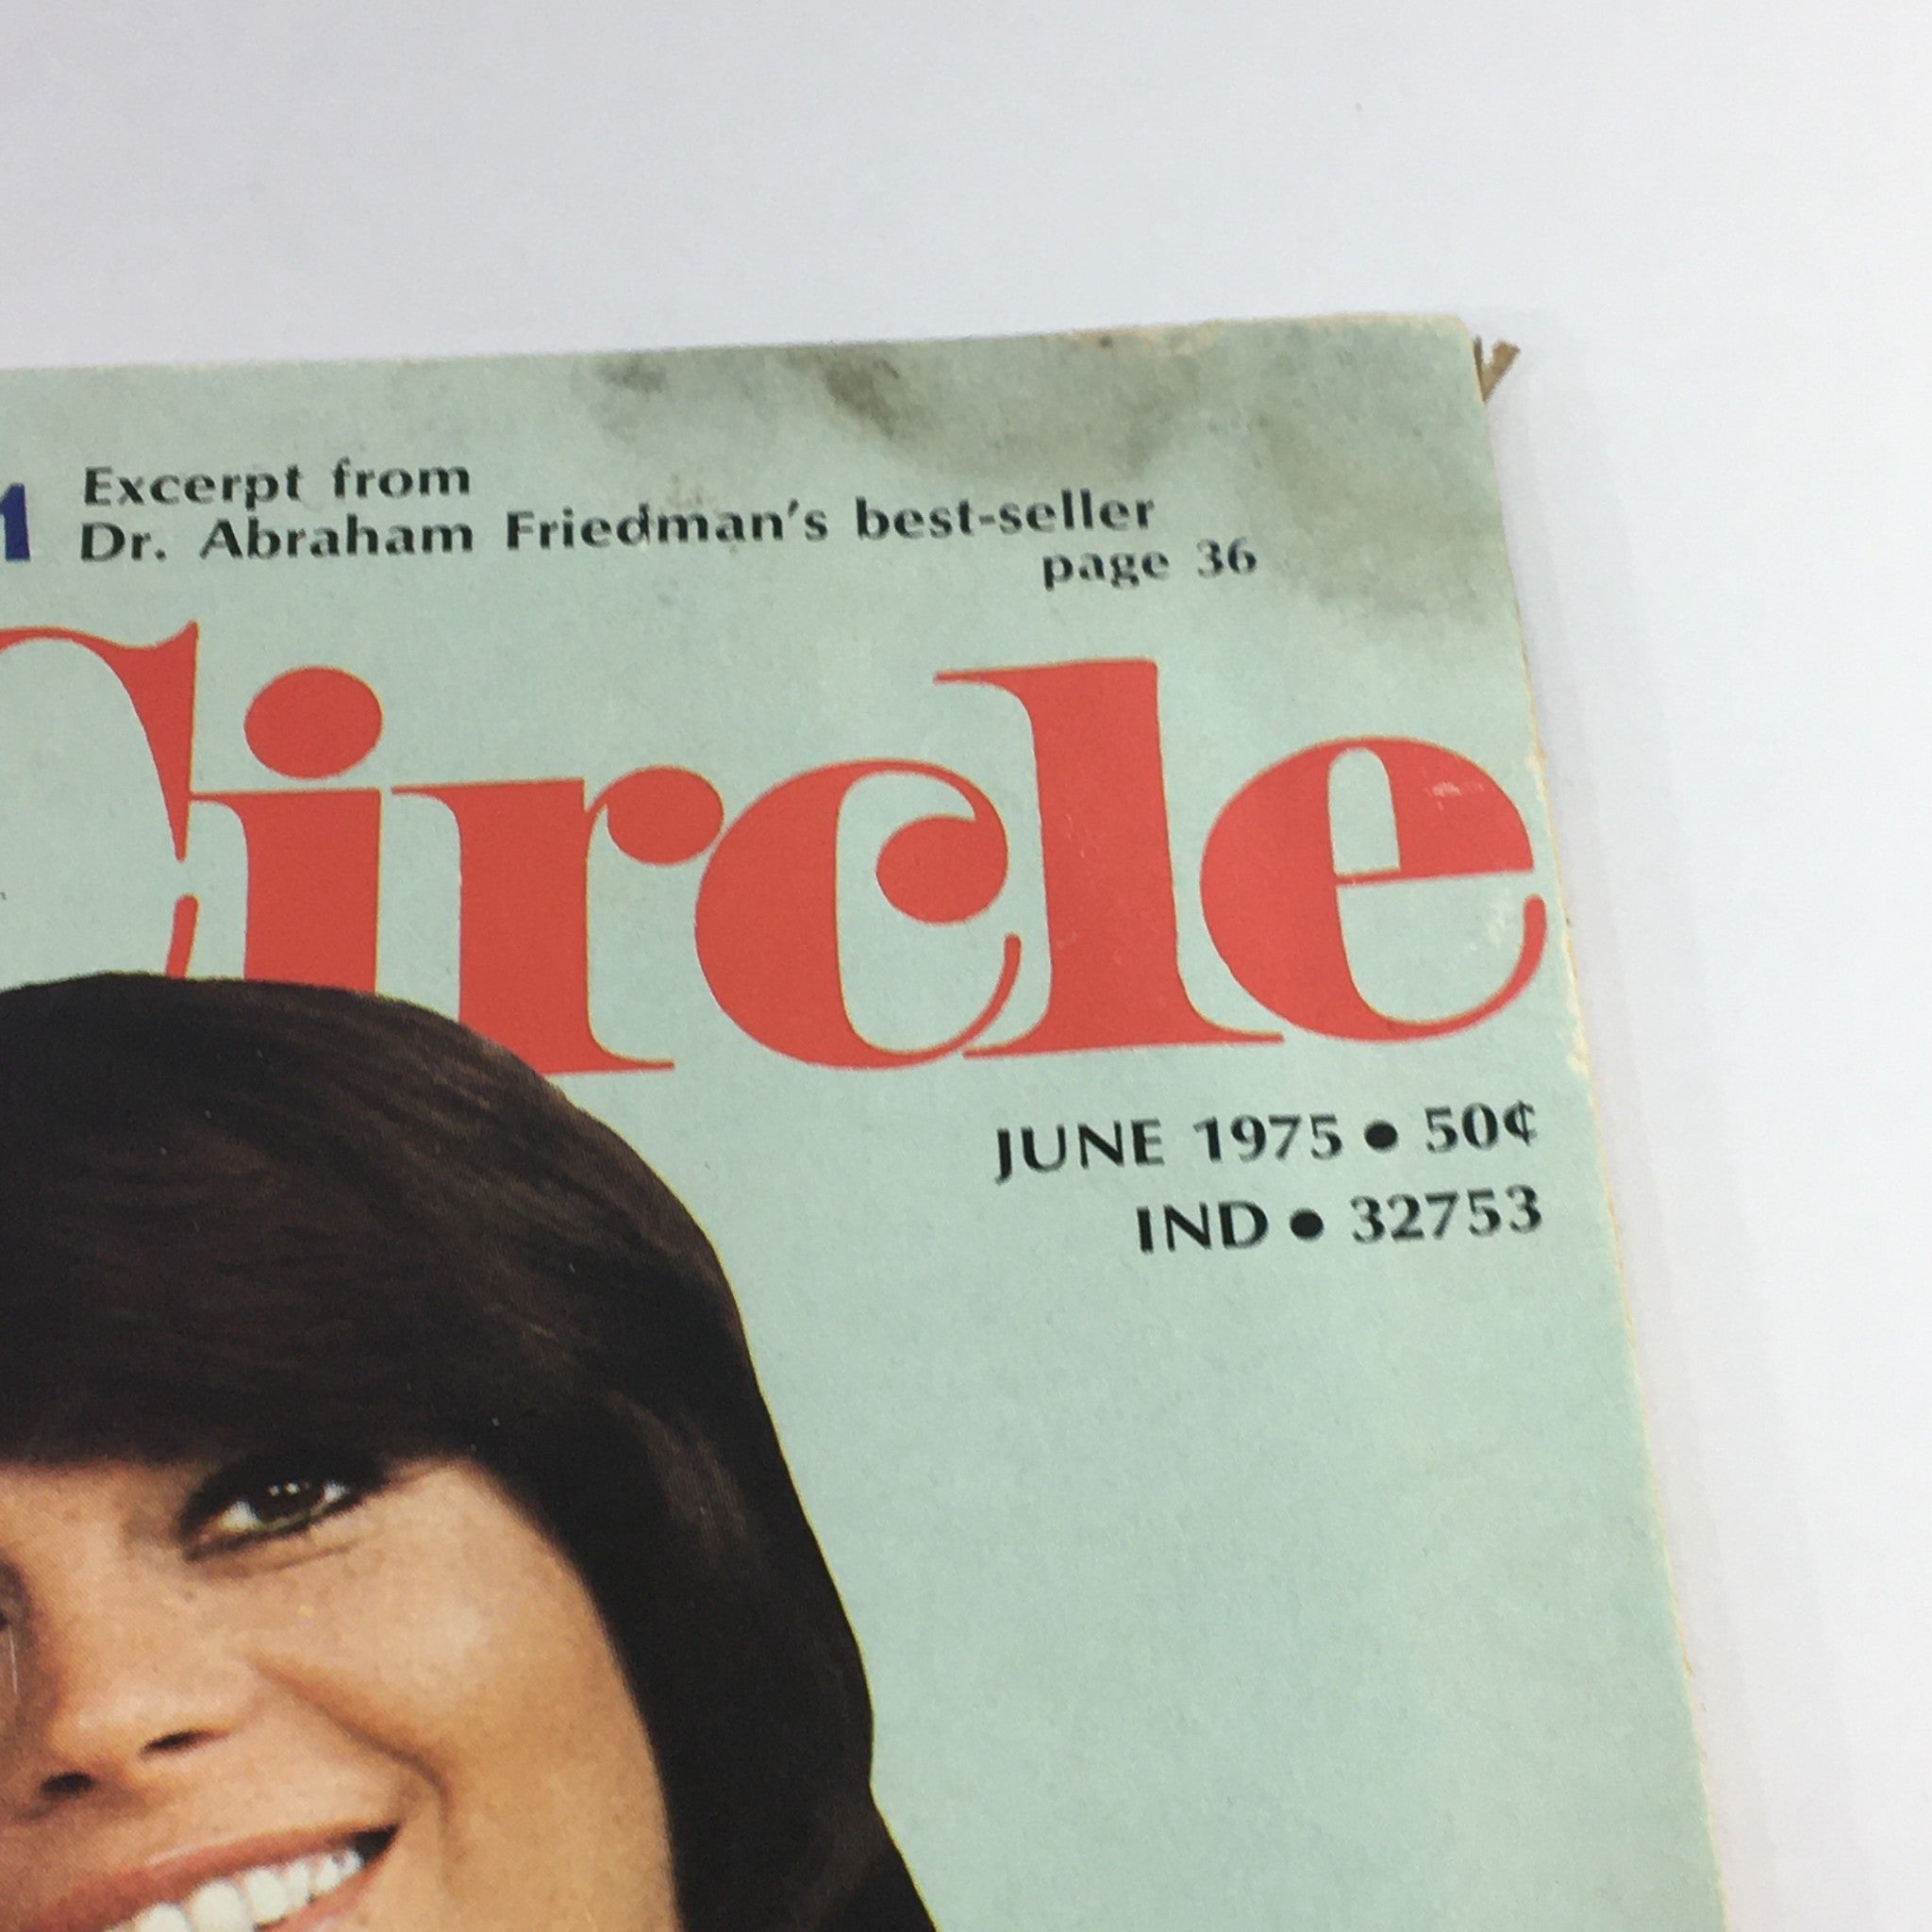 Excerpt from
Dr. Abraham Friedman's best-seller
page 36
Circle
JUNE 1975 • 50¢
IND • 32753